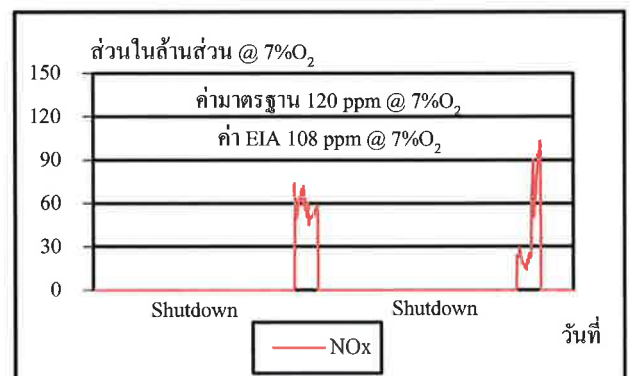 ส่วนในล้านส่วน @ 7%O2
150
ค่ามาตรฐาน 120 ppm @ 7%O2
120
ค่า EIA 108 ppm @ 7%O2
90
60
30
0
Shutdown Shutdown
วันที่
NOx